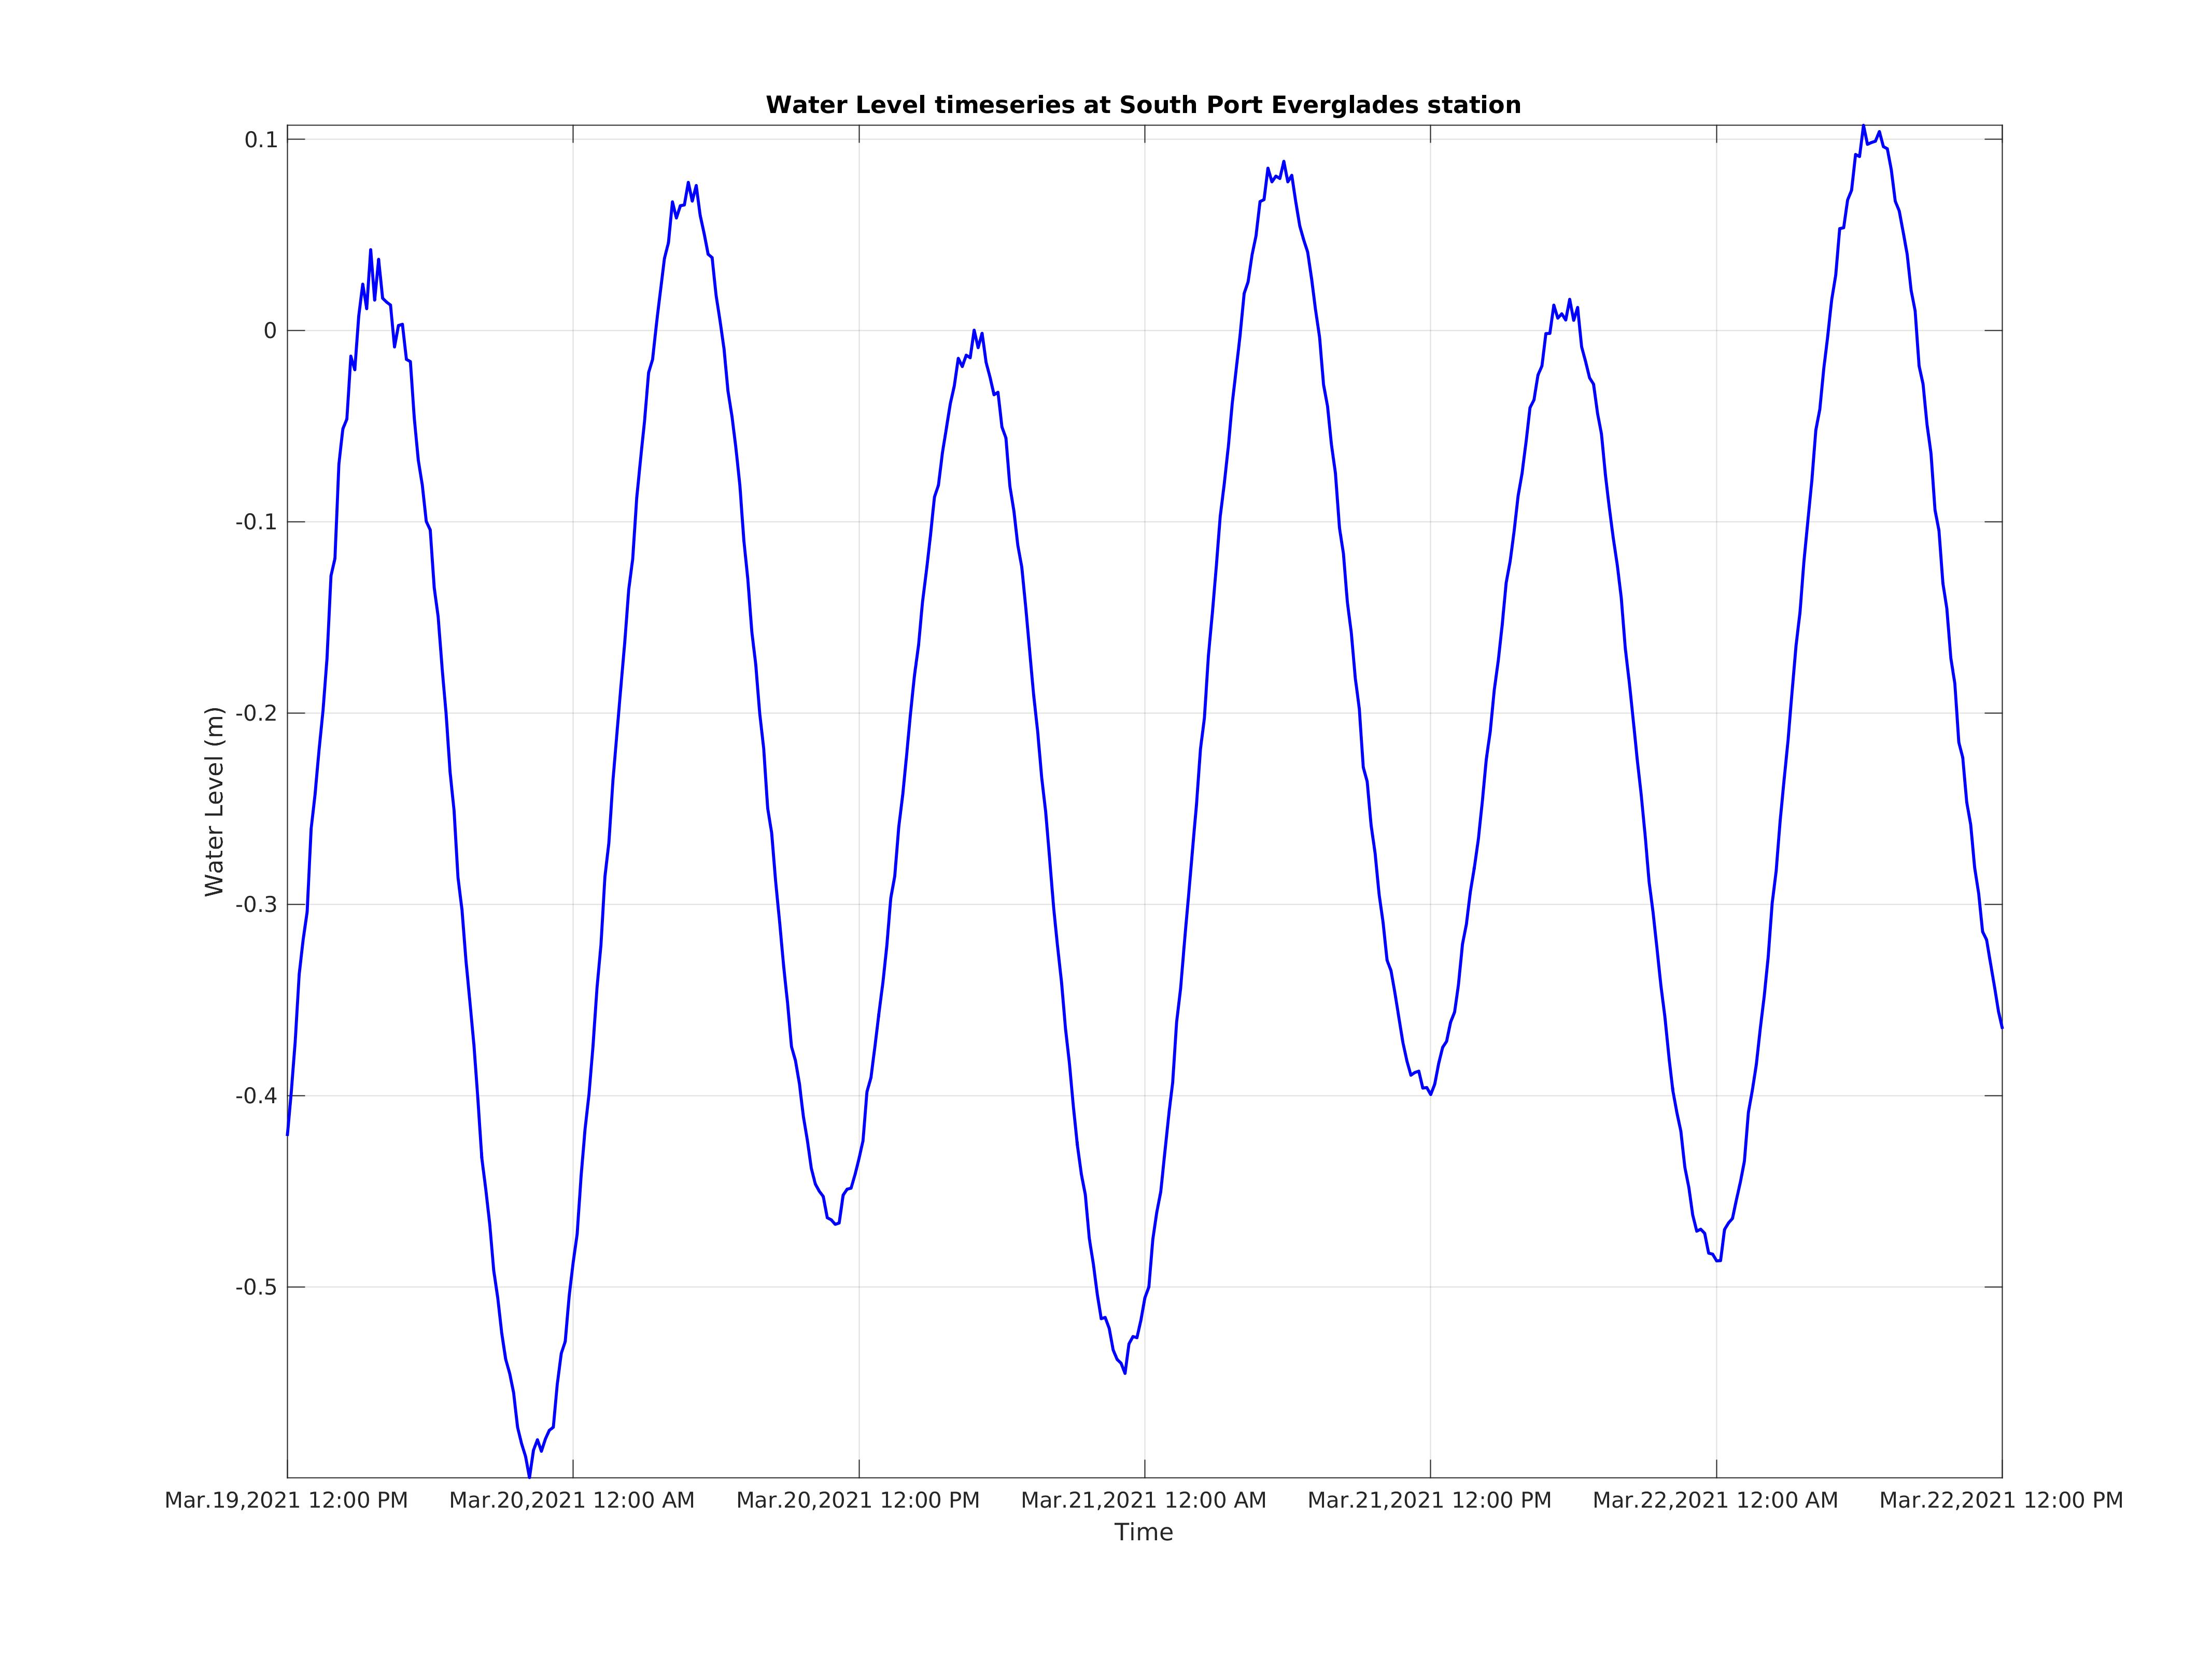 Water Level timeseries at South Port Everglades station
0.1
0
-0.1
-0.2
-0.3
-0.4
-0.5
Water Level (m)
Mar.19,2021 12:00 PM Mar.20,2021 12:00 AM Mar.20,2021 12:00 PM Mar.21,2021 12:00 AM Mar.21,2021 12:00 PM Mar.22,2021 12:00 AM Mar.22,2021 12:00 PM
Time